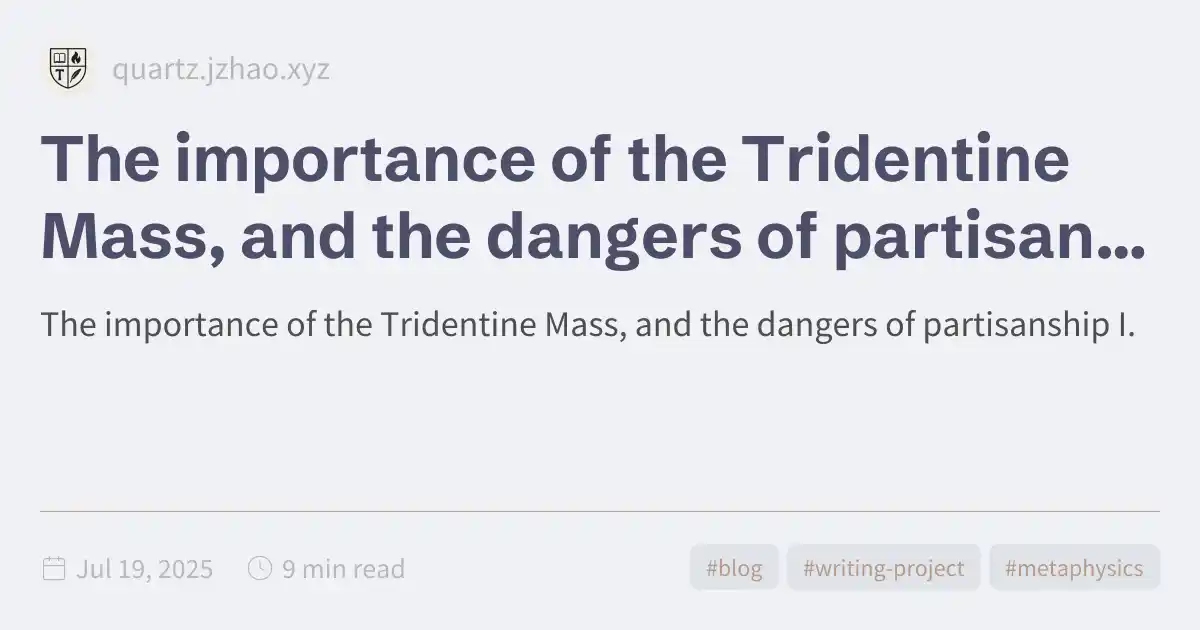 T
quartz.jzhao.xyz
The importance of the Tridentine
Mass, and the dangers of partisan...
The importance of the Tridentine Mass, and the dangers of partisanship I.
Jul 19, 2025 9 min read #blog #writing-project #metaphysics